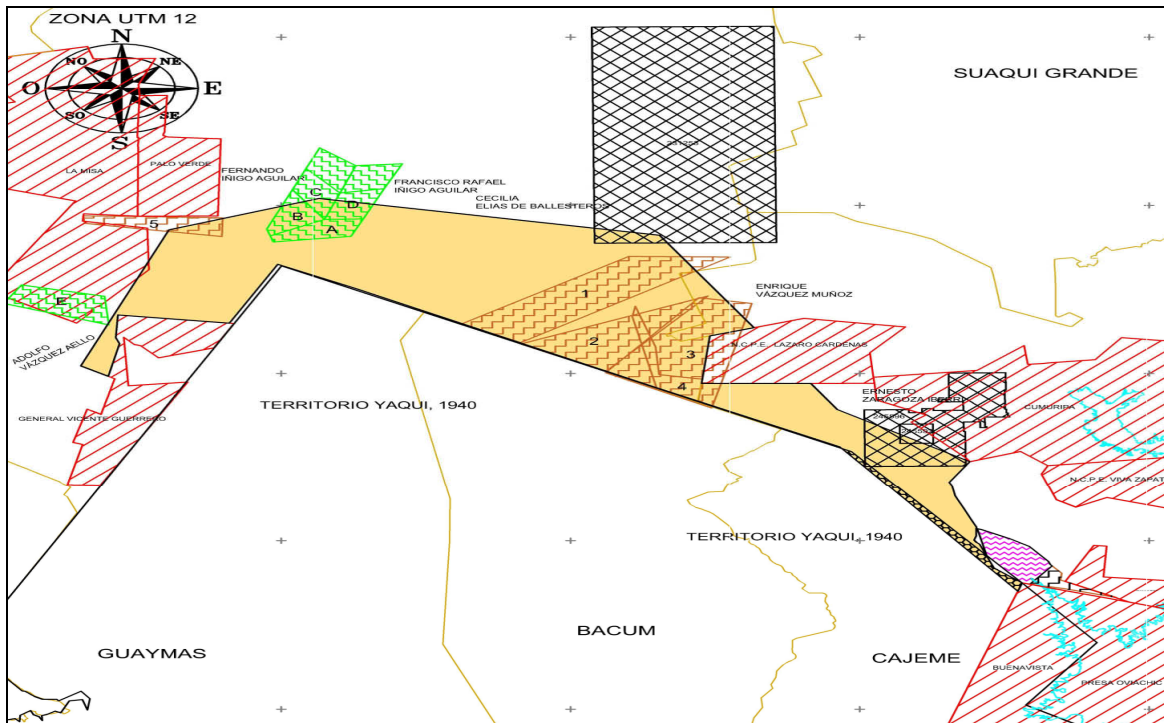 ZONA UTM 12
N
NO
NE
O
E
SO
SE
S
SUAQUI GRANDE
LA MISA
PALO VERDE
FERNANDO
IÑIGO AGUILAR
C
D
B
A
FRANCISCO RAFAEL
IÑIGO AGUILAR
CECILIA
ELIAS DE BALLESTEROS
5
E
ADOLFO
VÁZQUEZ AELLO
1
2
3
4
ENRIQUE
VÁZQUEZ MUÑOZ
N.C.P.E. LAZARO CARDENAS
GENERAL VICENTE GUERRERO
TERRITORIO YAQUI, 1940
ERNESTO
ZARAGOZA
CUMURIPA
N.C.P.E. VIVA ZAPAT
TERRITORIO YAQUI, 1940
GUAYMAS
BACUM
CAJEME
BUENAVISTA
PRESA OVIACHIC